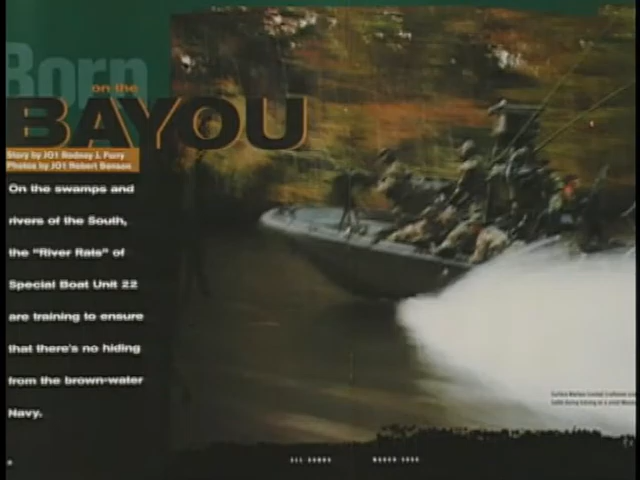 Born
on the
BAYOU
Story by JO1 Rodney J. Furry
Photos by JO1 Robert Benson
On the swamps and
rivers of the South,
the "River Rats" of
Special Boat Unit 22
are training to ensure
that there's no hiding
from the brown-water
Navy.
ALL HANDS